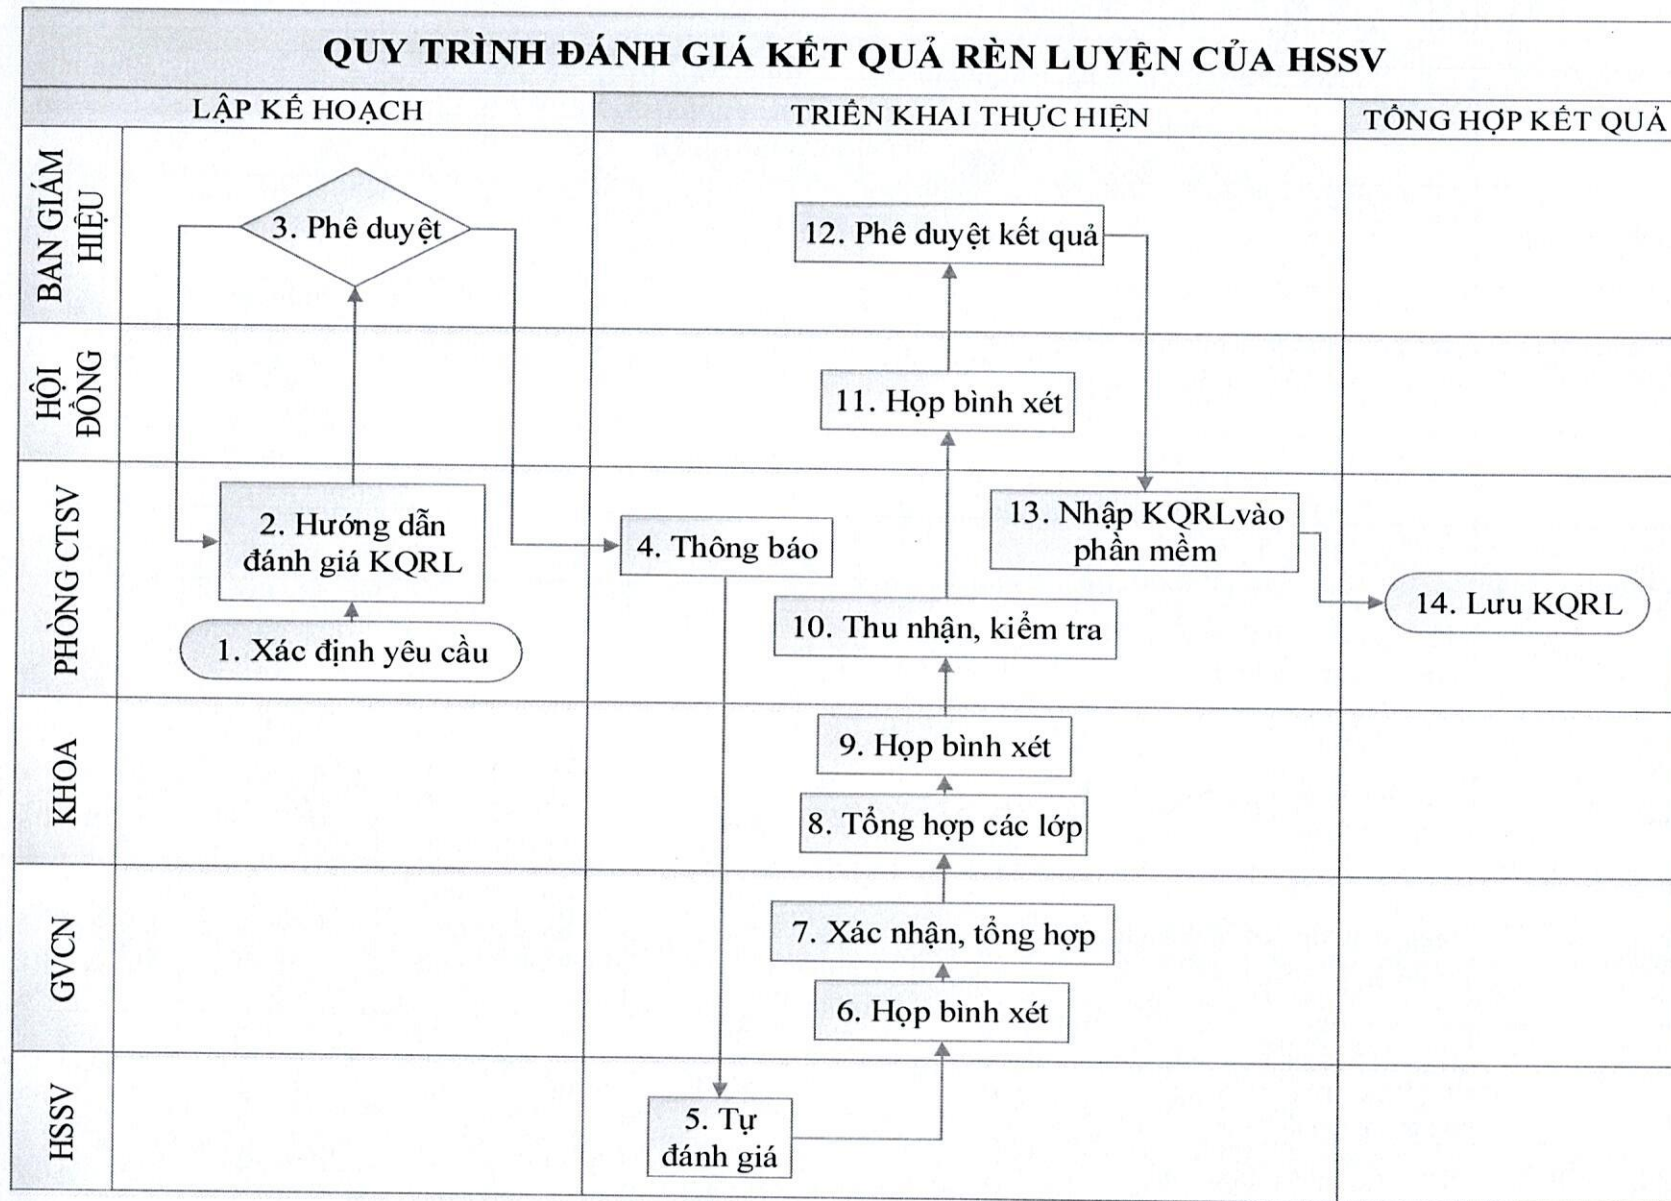 QUY TRÌNH ĐÁNH GIÁ KẾT QUẢ RÈN LUYỆN CỦA HSSV
LẬP KẾ HOẠCH
TRIỂN KHAI THỰC HIỆN
TỔNG HỢP KẾT QUẢ
BAN GIÁM
HIỆU
3. Phê duyệt
12. Phê duyệt kết quả
HỘI
ĐỒNG
11. Họp bình xét
PHÒNG CTSV
2. Hướng dẫn
đánh giá KQRL
4. Thông báo
13. Nhập KQRLvào
phần mềm
1. Xác định yêu cầu
10. Thu nhận, kiểm tra
14. Lưu KQRL
KHOA
9. Họp bình xét
8. Tổng hợp các lớp
GVCN
7. Xác nhận, tổng hợp
6. Họp bình xét
HSSV
5. Tự
đánh giá